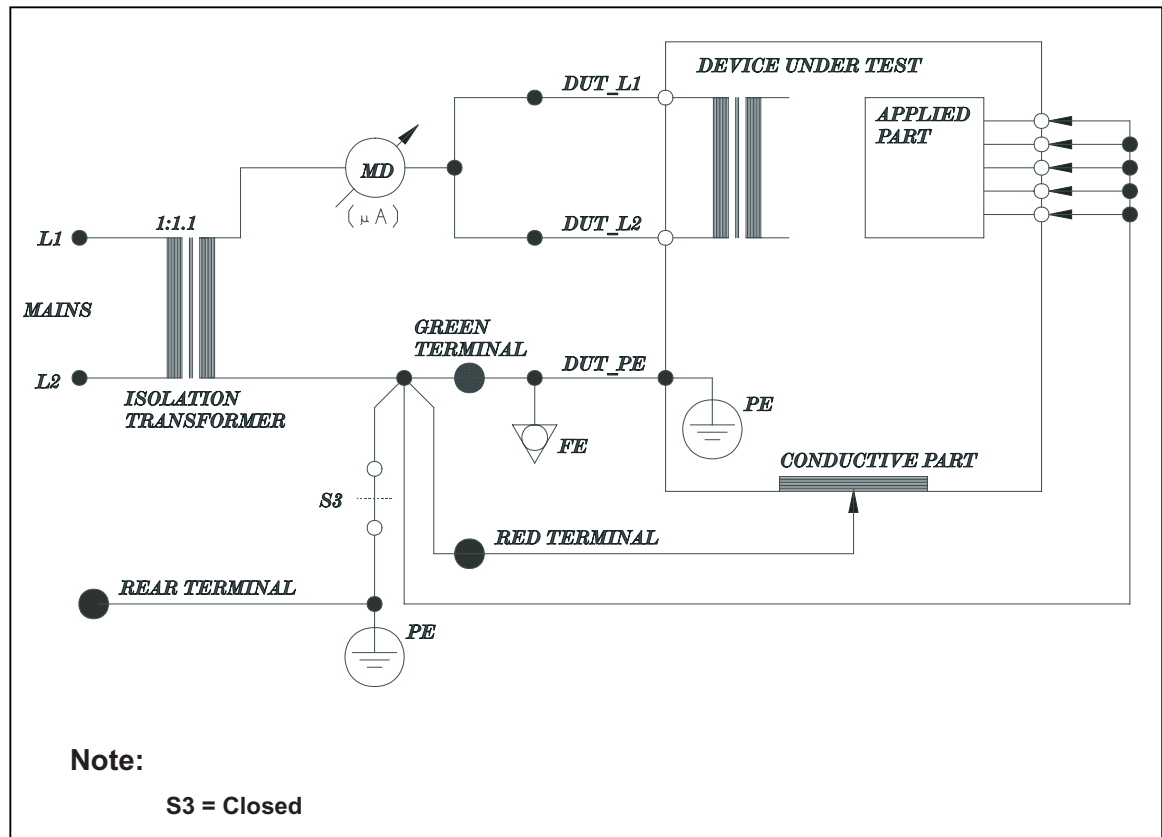 DUT_L1
DEVICE UNDER TEST
APPLIED
PART
MD
(μA)
1:1.1
L1
DUT_L2
MAINS
GREEN
TERMINAL
DUT_PE
L2
ISOLATION
TRANSFORMER
PE
FE
CONDUCTIVE PART
S3
RED TERMINAL
REAR TERMINAL
PE
Note:
S3 = Closed